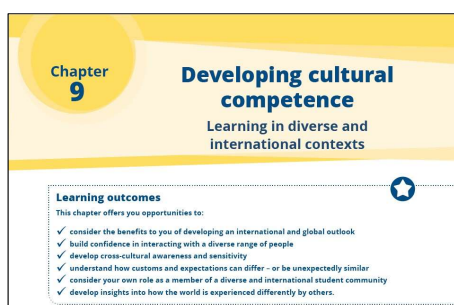 Chapter
9
Developing cultural
competence
Learning in diverse and
international contexts
Learning outcomes
This chapter offers you opportunities to:
✓ consider the benefits to you of developing an international and global outlook
✓ build confidence in interacting with a diverse range of people
✓ develop cross-cultural awareness and sensitivity
✓ understand how customs and expectations can differ – or be unexpectedly similar
✓ consider your own role as a member of a diverse and international student community
✓ develop insights into how the world is experienced differently by others.